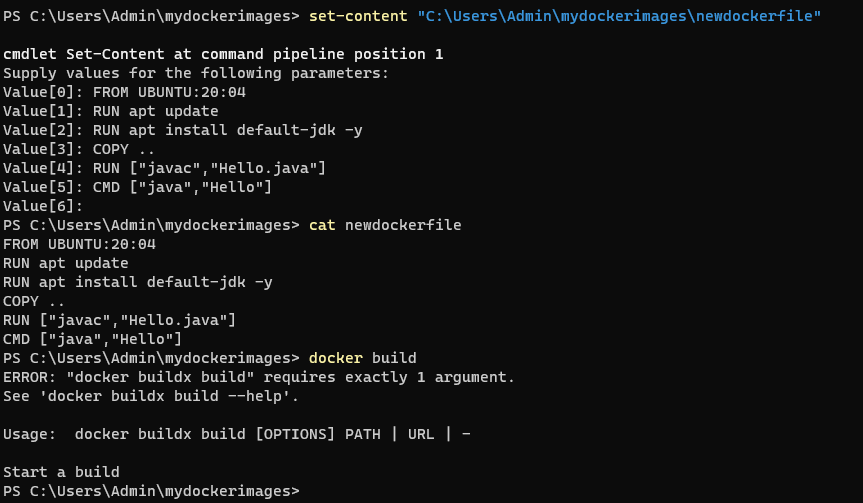 PS C:\Users\Admin\mydockerimages> set-content "C:\Users\Admin\mydockerimages\newdockerfile"
cmdlet Set-Content at command pipeline position 1
Supply values for the following parameters:
Value[0]: FROM UBUNTU:20:04
Value[1]: RUN apt update
Value[2]: RUN apt install default-jdk -y
Value[3]: COPY ..
Value[4]: RUN ["javac","Hello.java"]
Value[5]: CMD ["java","Hello"]
Value[6]:
PS C:\Users\Admin\mydockerimages> cat newdockerfile
FROM UBUNTU:20:04
RUN apt update
RUN apt install default-jdk -y
COPY ..
RUN ["javac","Hello.java"]
CMD ["java","Hello"]
PS C:\Users\Admin\mydockerimages> docker build
ERROR: "docker buildx build" requires exactly 1 argument.
See 'docker buildx build --help'.
Usage:  docker buildx build [OPTIONS] PATH | URL | -
Start a build
PS C:\Users\Admin\mydockerimages>